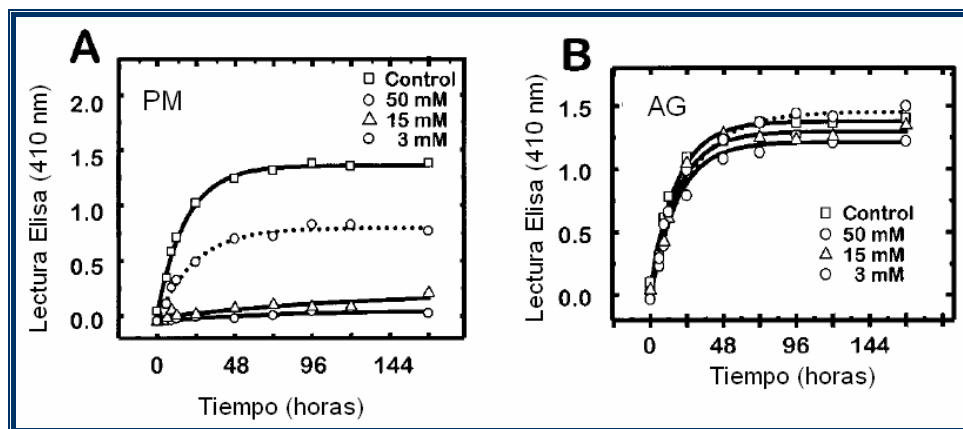 A
PM
Control
50 mM
15 mM
3 mM
2.0
1.5
1.0
0.5
0.0
Lectura Elisa (410 nm)
0 48 96 144
Tiempo (horas)
B
AG
1.5
1.0
0.5
0.0
Lectura Elisa (410 nm)
Control
50 mM
15 mM
3 mM
0 48 96 144
Tiempo (horas)